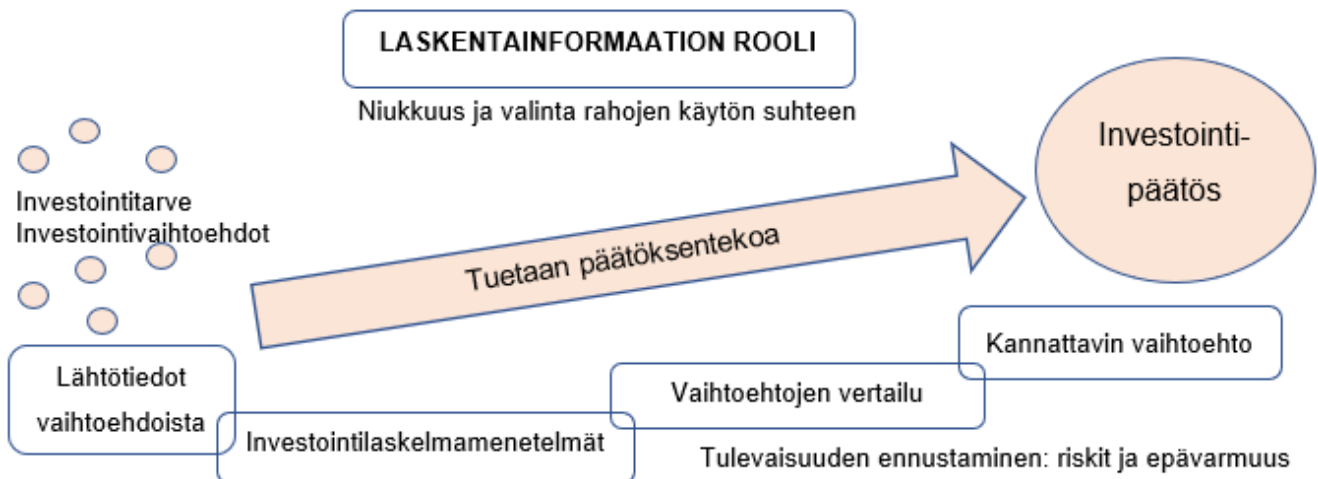 LASKENTAINFORMAATION ROOLI
Niukkuus ja valinta rahojen käytön suhteen
Investointi-
päätös
Investointitarve
Investointivaihtoehdot
Tuetaan päätöksentekoa
Kannattavin vaihtoehto
Lähtötiedot
vaihtoehdoista
Vaihtoehtojen vertailu
Investointilaskelmamenetelmät
Tulevaisuuden ennustaminen: riskit ja epävarmuus